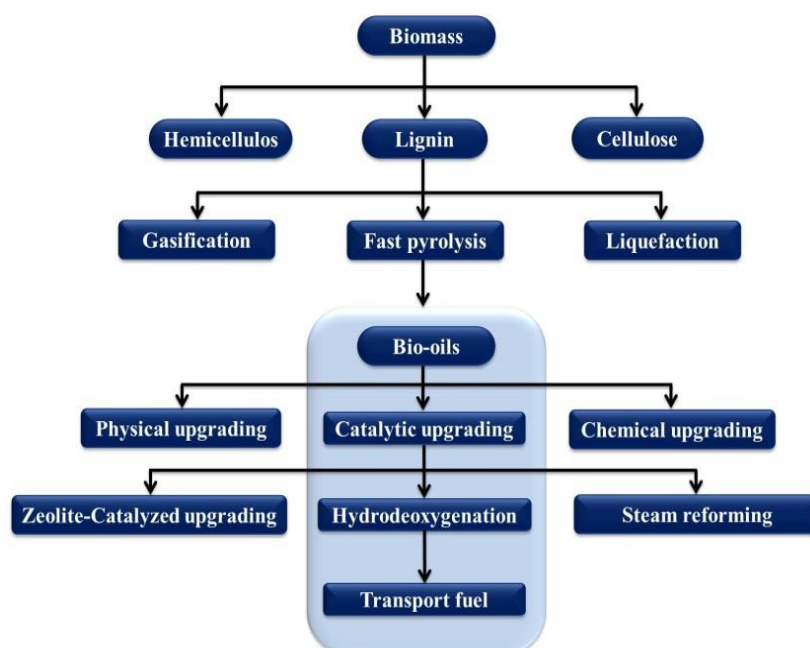 Biomass
Hemicellulos
Lignin
Cellulose
Gasification
Fast pyrolysis
Liquefaction
Bio-oils
Physical upgrading
Catalytic upgrading
Chemical upgrading
Zeolite-Catalyzed upgrading
Hydrodeoxygenation
Steam reforming
Transport fuel